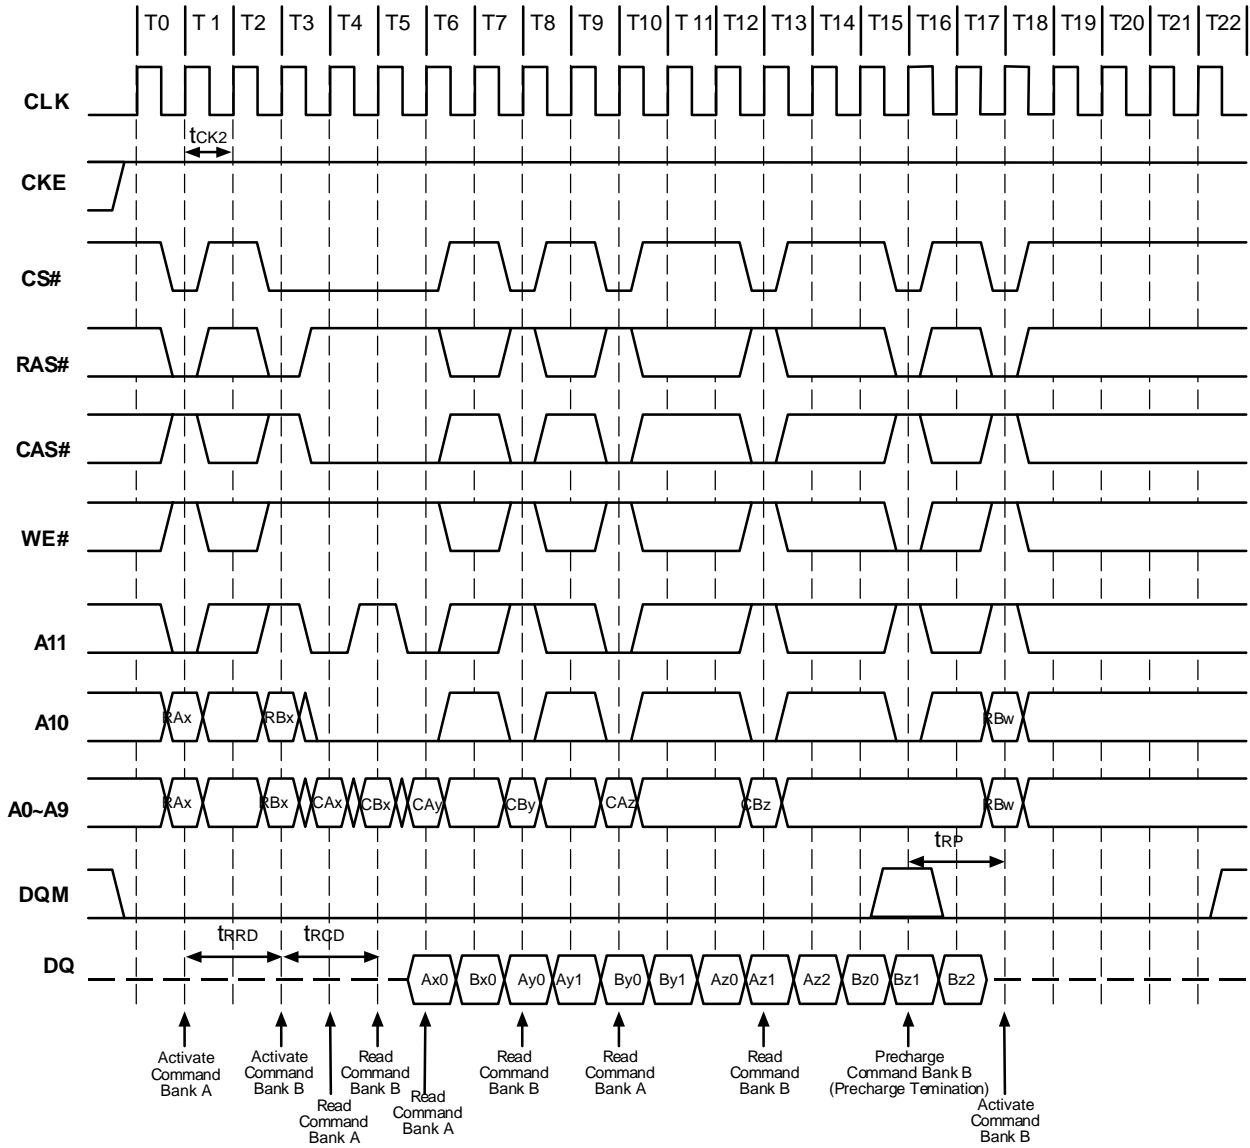 T0 T 1 T2 T3 T4 T5 T6 T7 T8 T9 T10 T 11 T12 T13 T14 T15 T16 T17 T18 T19 T20 T21 T22
CLK
tCK2
CKE
CS#
RAS#
CAS#
WE#
A11
A10
RAx RBx RBw
A0~A9
RAx RBx CAx CBx CAy CBy CAz CBz RBw
tRP
DQM
tRRD tRCD
DQ
Ax0 Bx0 Ay0 Ay1 By0 By1 Az0 Az1 Az2 Bz0 Bz1 Bz2
Activate
Command
Bank A
Activate
Command
Bank B
Read
Command
Bank A
Read
Command
Bank B
Read
Command
Bank A
Read
Command
Bank B
Read
Command
Bank A
Read
Command
Bank B
Precharge
Command Bank B
(Precharge Temination)
Activate
Command
Bank B